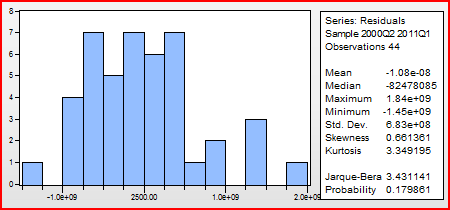 8
7
6
5
4
3
2
1
0
-1.0e+09 2500.00 1.0e+09 2.0e+09
Series: Residuals
Sample 2000Q2 2011Q1
Observations 44
Mean -1.08e-08
Median -82478085
Maximum 1.84e+09
Minimum -1.45e+09
Std. Dev. 6.83e+08
Skewness 0.661361
Kurtosis 3.349195
Jarque-Bera 3.431141
Probability 0.179861